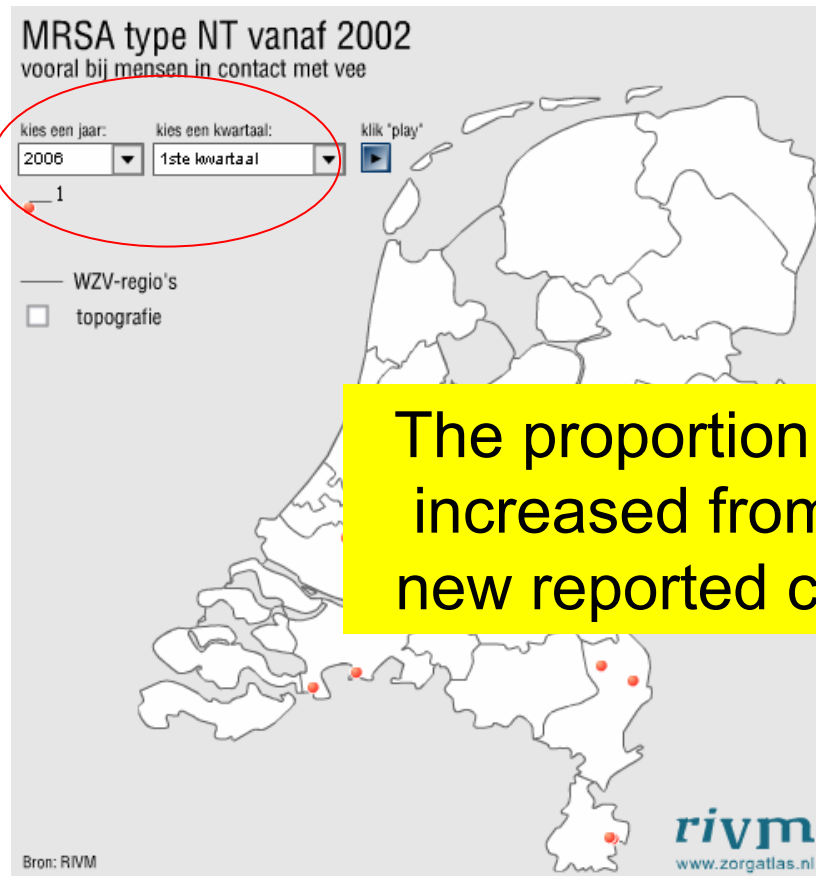 MRSA type NT vanaf 2002
vooral bij mensen in contact met vee
kies een jaar: kies een kwartaal: klik "play"
2006 1ste kwartaal
1
WZV-regio's
topografie
The proportion
increased from
new reported c
rivm
Bron: RIVM www.zorgatlas.nl